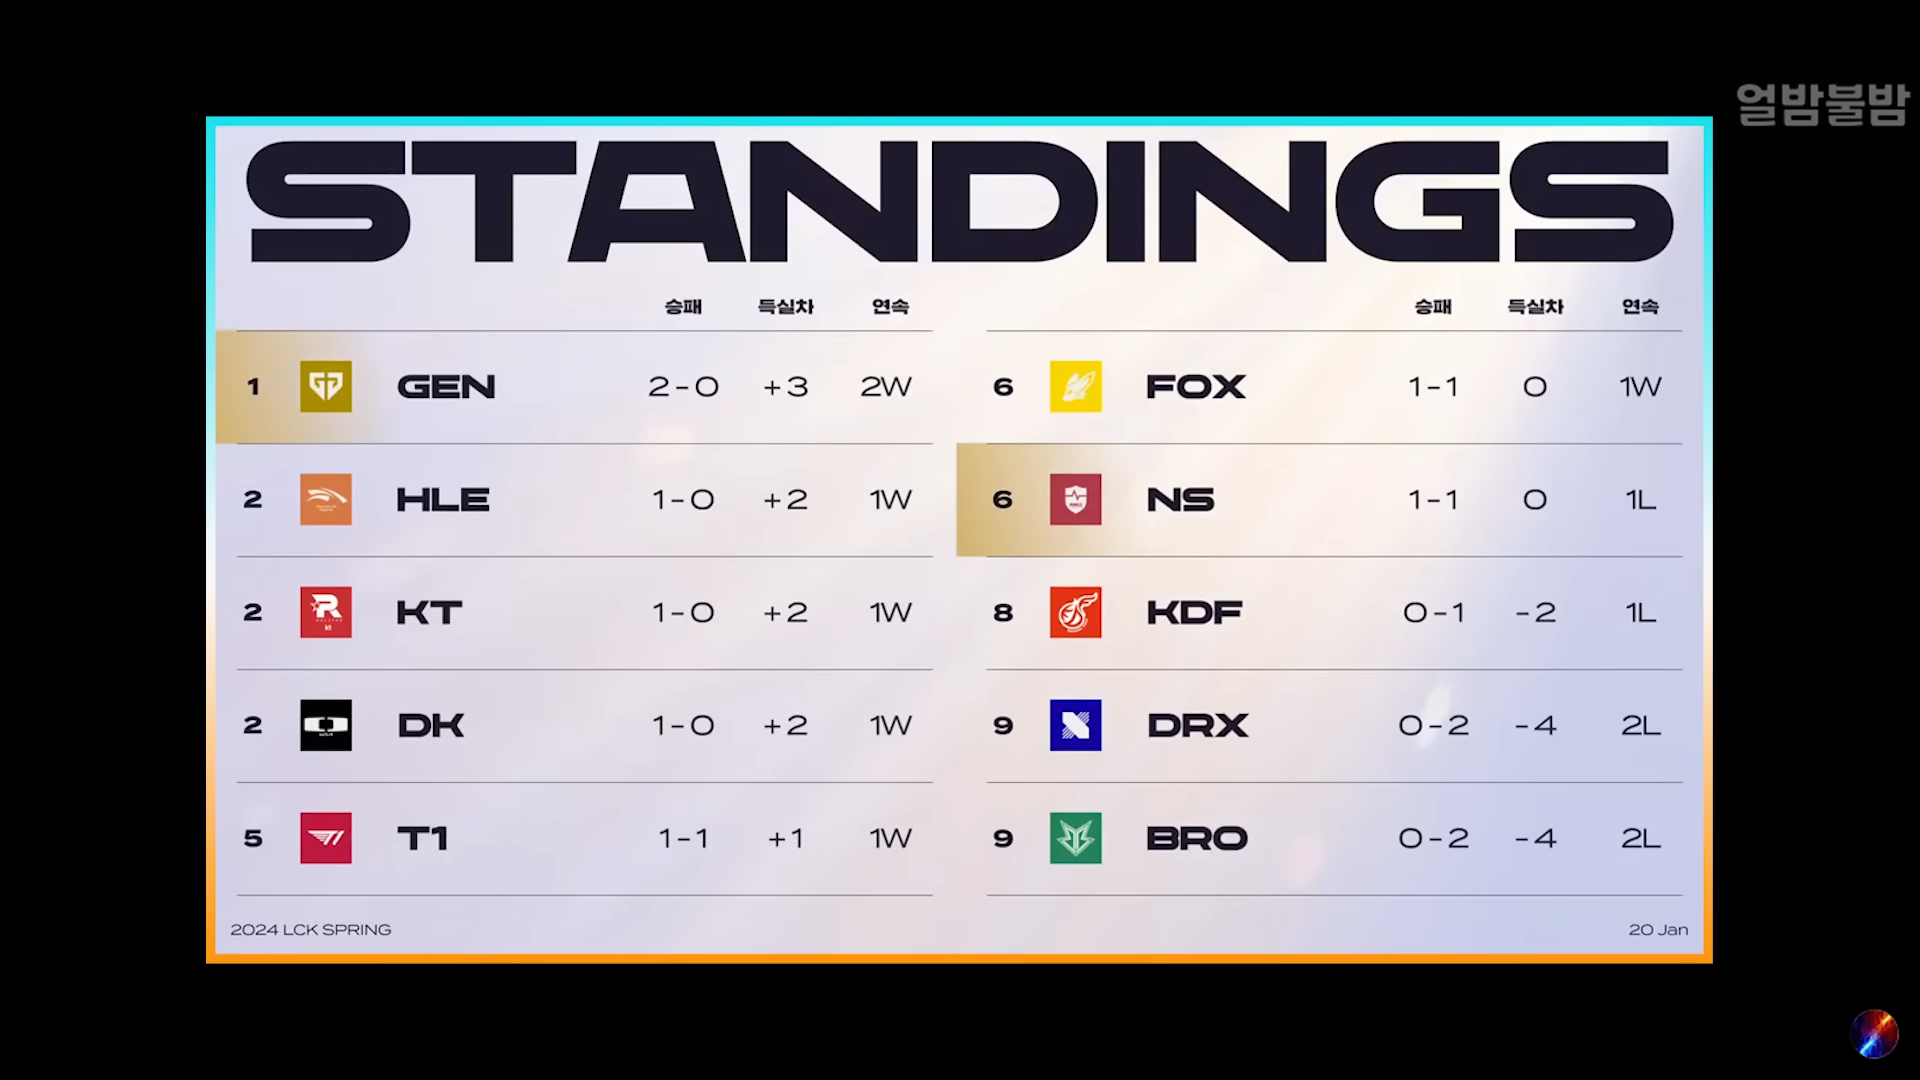 얼밤불밤
STANDINGS
승패 득실차 연속
1 GEN 2-0 +3 2W
2 HLE 1-0 +2 1W
2 KT 1-0 +2 1W
2 DK 1-0 +2 1W
5 T1 1-1 +1 1W
승패 득실차 연속
6 FOX 1-1 0 1W
6 NS 1-1 0 1L
8 KDF 0-1 -2 1L
9 DRX 0-2 -4 2L
9 BRO 0-2 -4 2L
2024 LCK SPRING
20 Jan